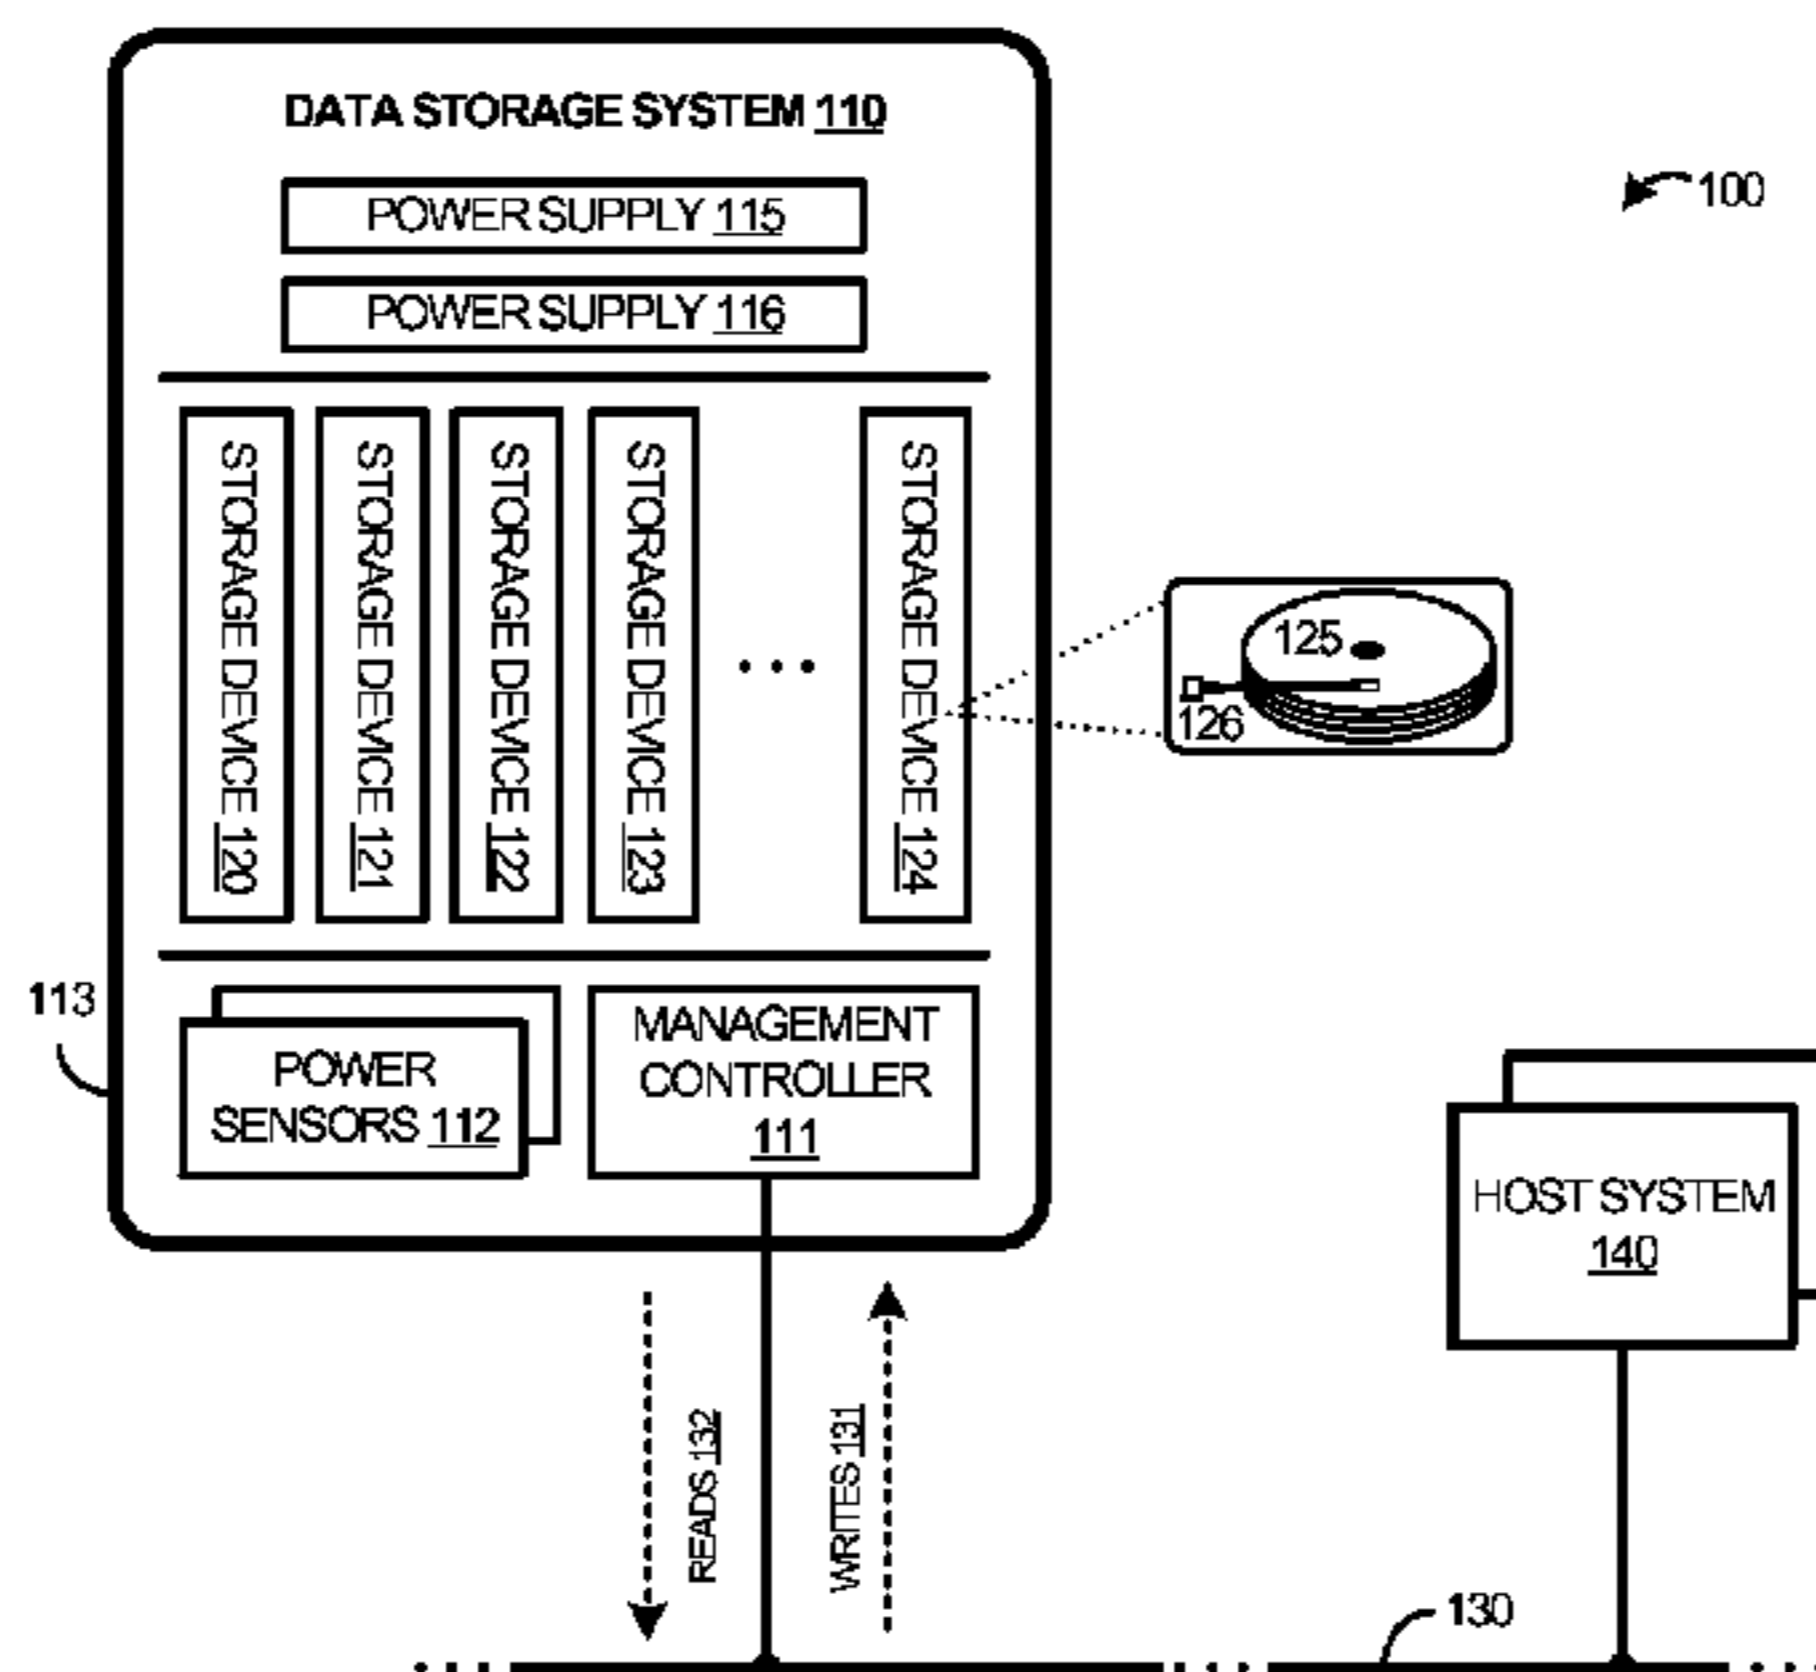 DATA STORAGE SYSTEM 110
100
POWER SUPPLY 115
POWER SUPPLY 116
STORAGE DEVICE 120
STORAGE DEVICE 121
STORAGE DEVICE 122
STORAGE DEVICE 123
...
STORAGE DEVICE 124
125
126
113
POWER
SENSORS 112
MANAGEMENT
CONTROLLER
111
HOST SYSTEM
140
READS 132
WRITES 131
130